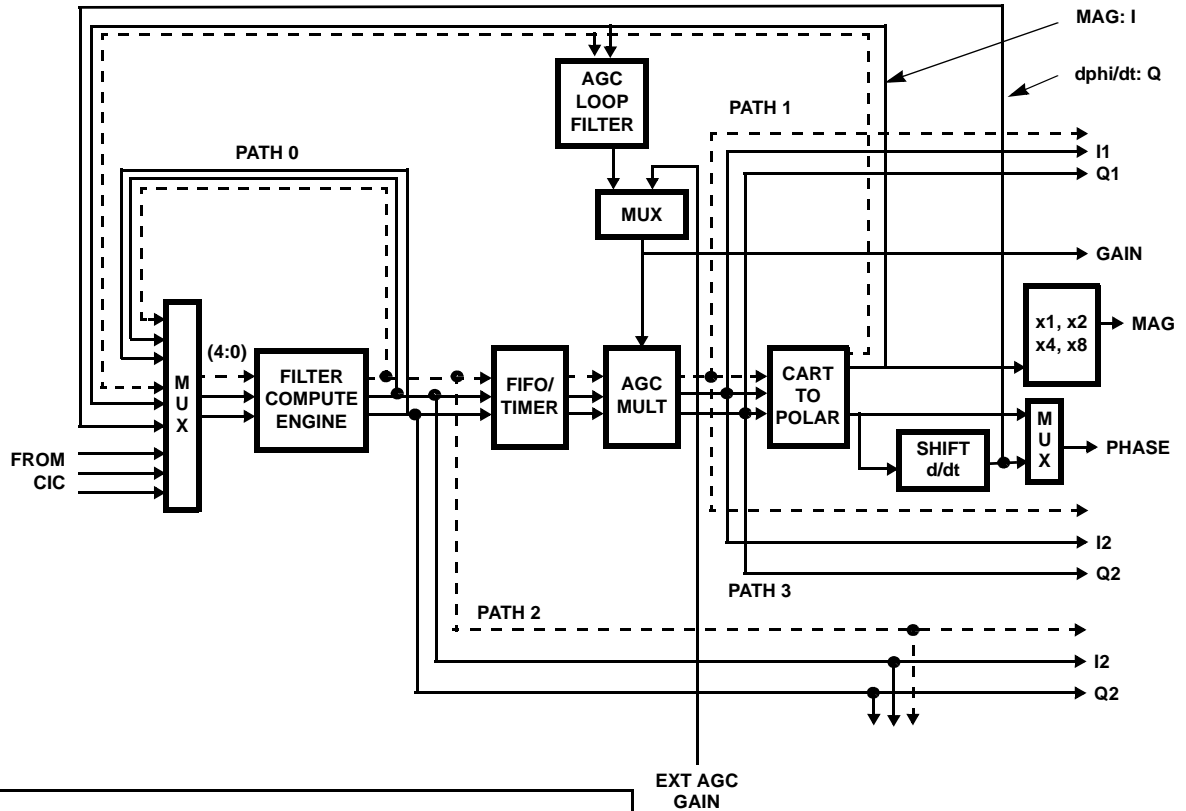 MAG: I
dphi/dt: Q
AGC
LOOP
FILTER
PATH 1
I1
Q1
PATH 0
MUX
GAIN
x1, x2
x4, x8
MAG
(4:0)
M
U
X
FILTER
COMPUTE
ENGINE
FIFO/
TIMER
AGC
MULT
CART
TO
POLAR
M
U
X
PHASE
SHIFT
d/dt
FROM
CIC
I2
Q2
PATH 3
PATH 2
I2
Q2
EXT AGC
GAIN